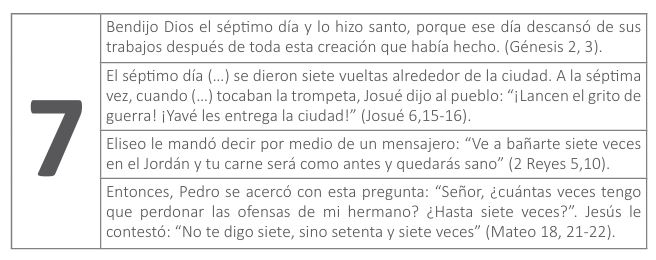 7
Bendijo Dios el séptimo día y lo hizo santo, porque ese día descansó de sus
trabajos después de toda esta creación que había hecho. (Génesis 2, 3).
El séptimo día (...) se dieron siete vueltas alrededor de la ciudad. A la séptima
vez, cuando (...) tocaban la trompeta, Josué dijo al pueblo: “¡Lancen el grito de
guerra! ¡Yavé les entrega la ciudad!” (Josué 6,15-16).
Eliseo le mandó decir por medio de un mensajero: “Ve a bañarte siete veces
en el Jordán y tu carne será como antes y quedarás sano” (2 Reyes 5,10).
Entonces, Pedro se acercó con esta pregunta: “Señor, ¿cuántas veces tengo
que perdonar las ofensas de mi hermano? ¿Hasta siete veces?”. Jesús le
contestó: “No te digo siete, sino setenta y siete veces” (Mateo 18, 21-22).